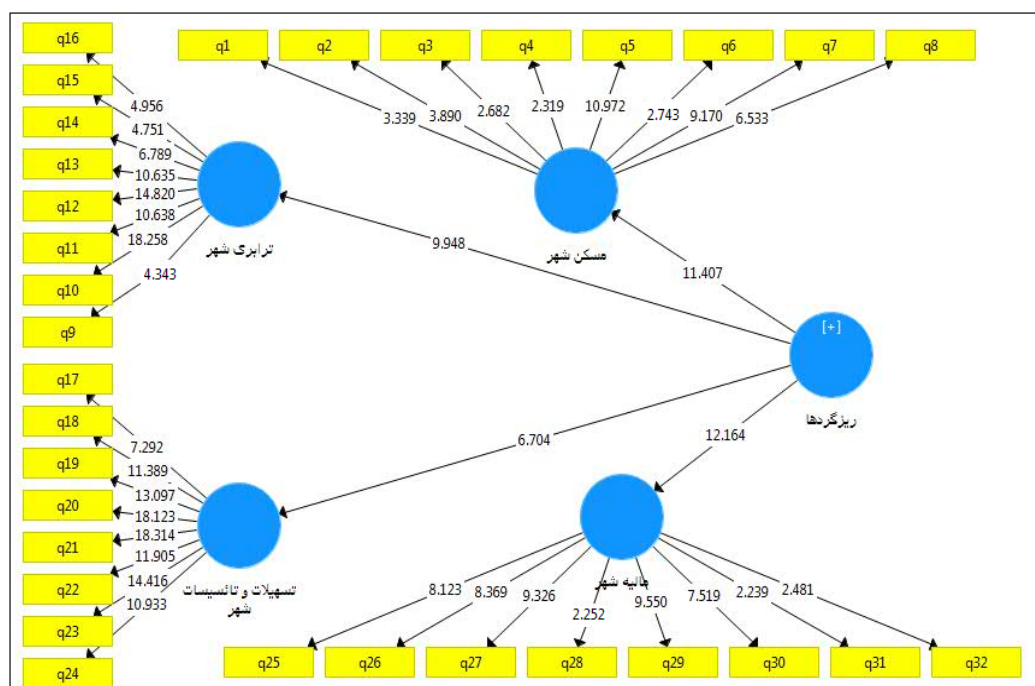 q16
q1 q2 q3 q4 q5 q6 q7 q8
q15
q14
q13
q12
q11
q10
q9
3.339 3.890 2.682 2.319 10.972 2.743 9.170 6.533
مسکن شهر
4.956
4.751
6.789
10.635
14.820
10.638
18.258
4.343
ترابری شهر
9.948
11.407
[+]
ریزگردها
6.704
12.164
q17
q18
q19
q20
q21
q22
q23
q24
7.292
11.389
13.097
18.123
18.314
11.905
14.416
10.933
تسهیلات و تائسیسات
شهر
مالیه شهر
8.123 8.369 9.326 2.252 9.550 7.519 2.239 2.481
q25 q26 q27 q28 q29 q30 q31 q32